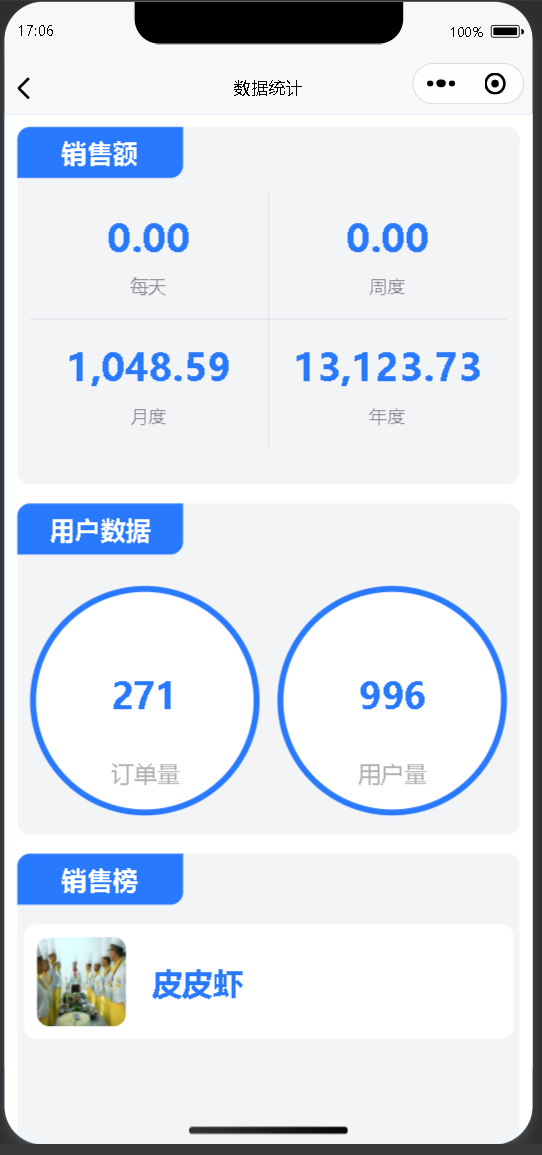 17:06
100%
数据统计
销售额
0.00
0.00
每天
周度
1,048.59
13,123.73
月度
年度
用户数据
271
996
订单量
用户量
销售榜
皮皮虾